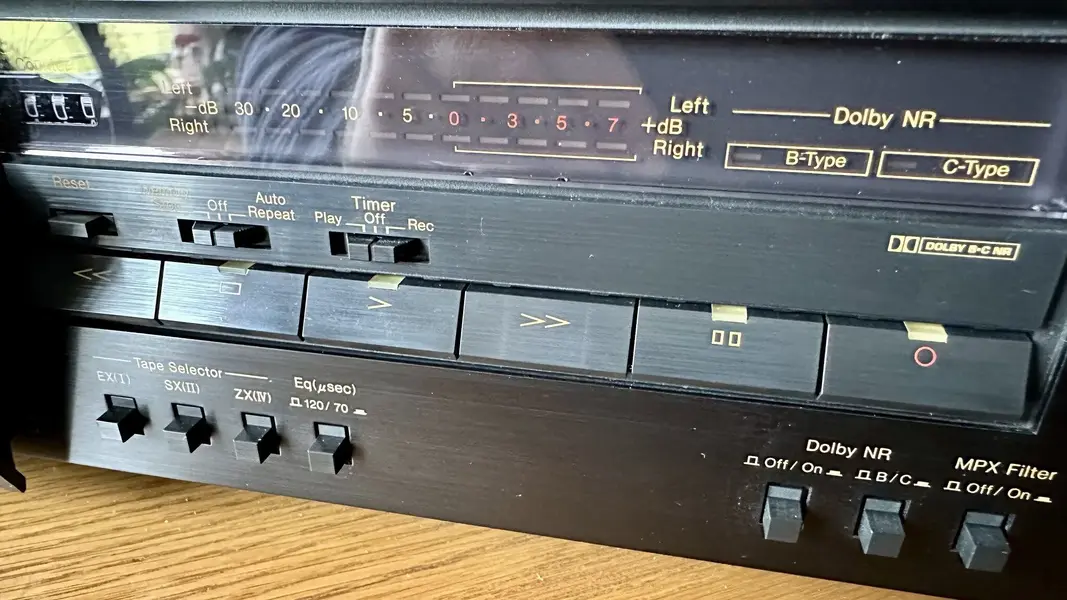 Counter
Left
-dB 30 · 20 · 10 · 5 · 0 · 3 · 5 · 7 +dB
Right
Left
Right
Dolby NR
B-Type
C-Type
Reset
Off
Auto
Repeat
Timer
Play Off Rec
DOLBY B-C NR
Tape Selector
EX(I)
SX(II)
ZX(IV)
Eq(μsec)
120/70
Dolby NR
Off/On
B/C
MPX Filter
Off/On